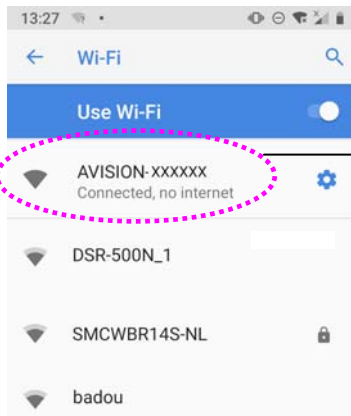 13:27
Wi-Fi
Use Wi-Fi
AVISION-XXXXXX
Connected, no internet
DSR-500N_1
SMCWBR14S-NL
badou